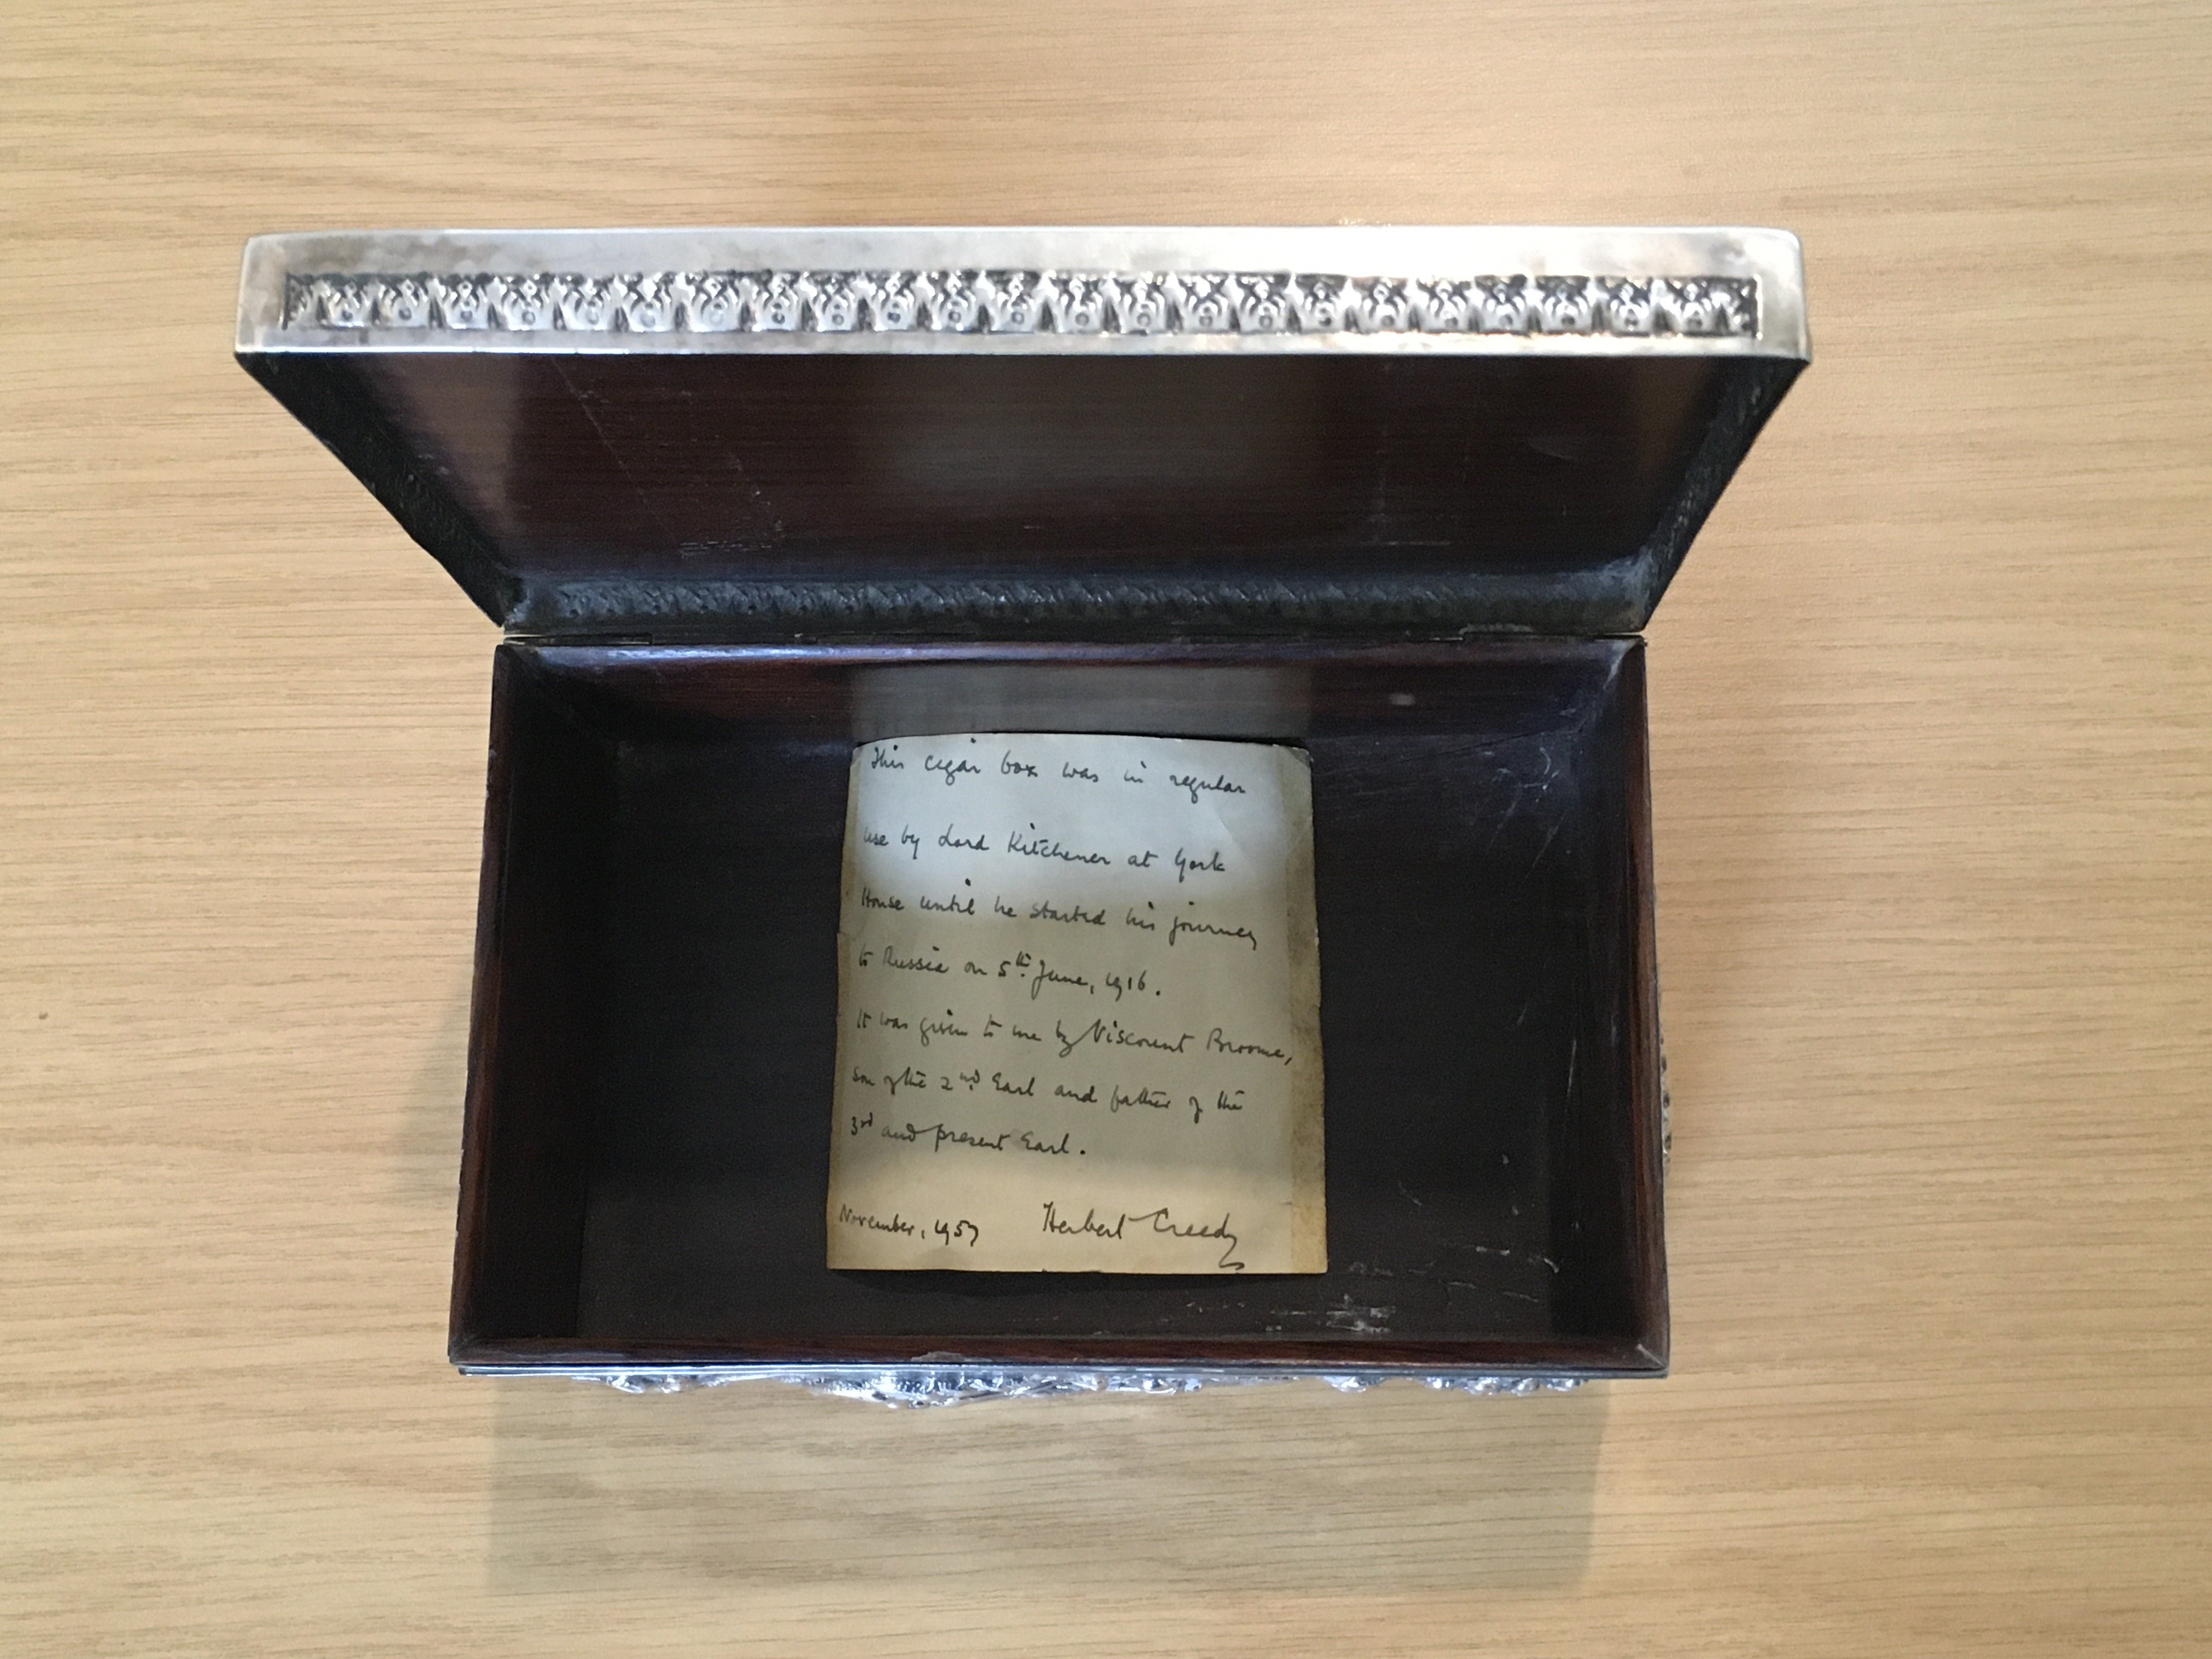 This cigar box was in regular
use by Lord Kitchener at York
House until he started his journey
to Russia on 5th June, 1916.
It was given to me by Viscount Broome,
son of the 2nd Earl and father of the
3rd and present Earl.
November, 1957 Herbert Creedy